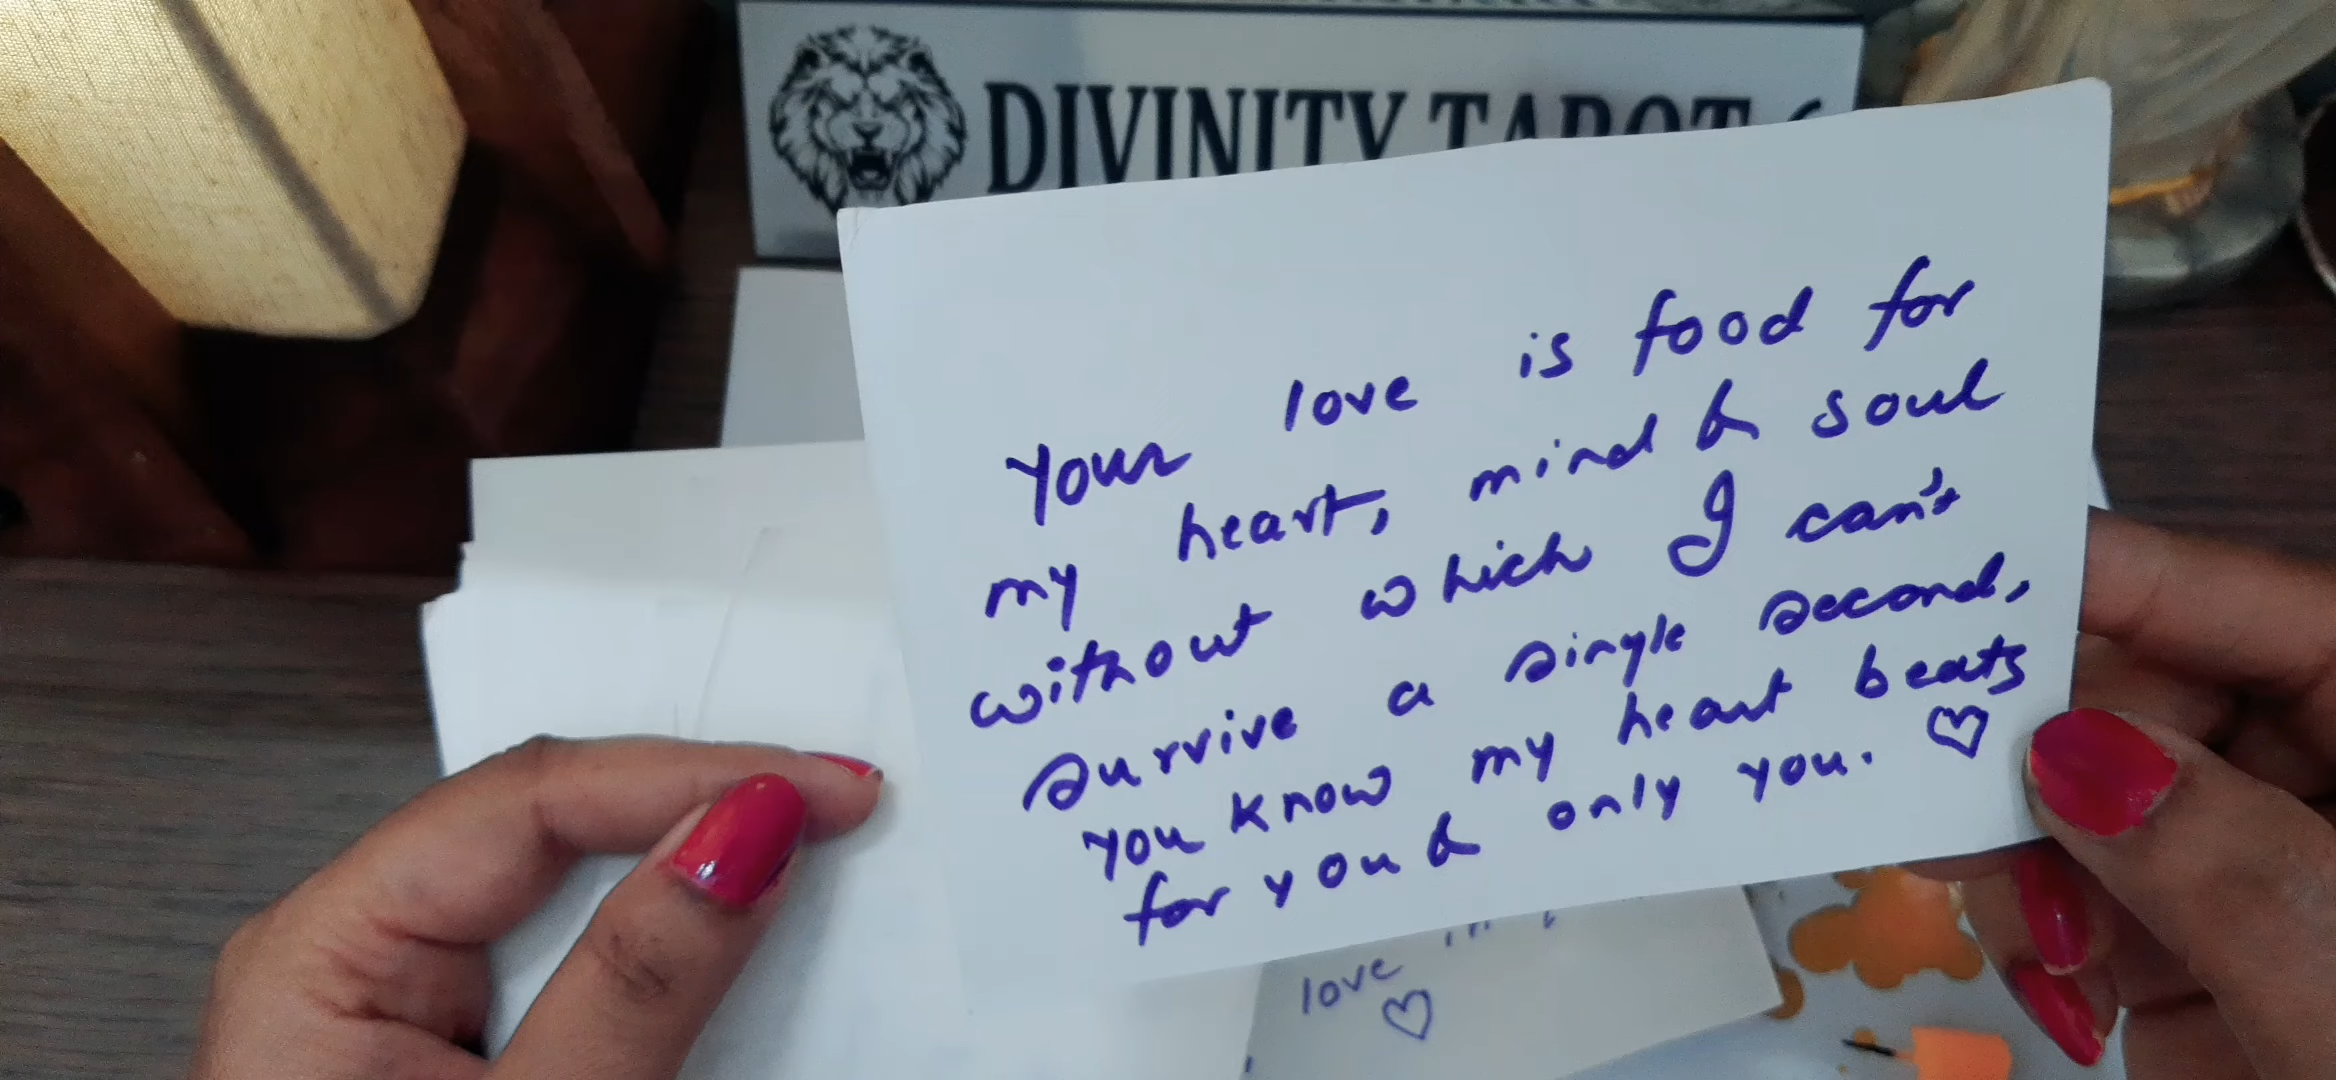 DIVINITY TAROT
Your love is food for
my heart, mind & soul
without which I can't
survive a single second,
you know my heart beats
for you & only you. ♡
love in
♡